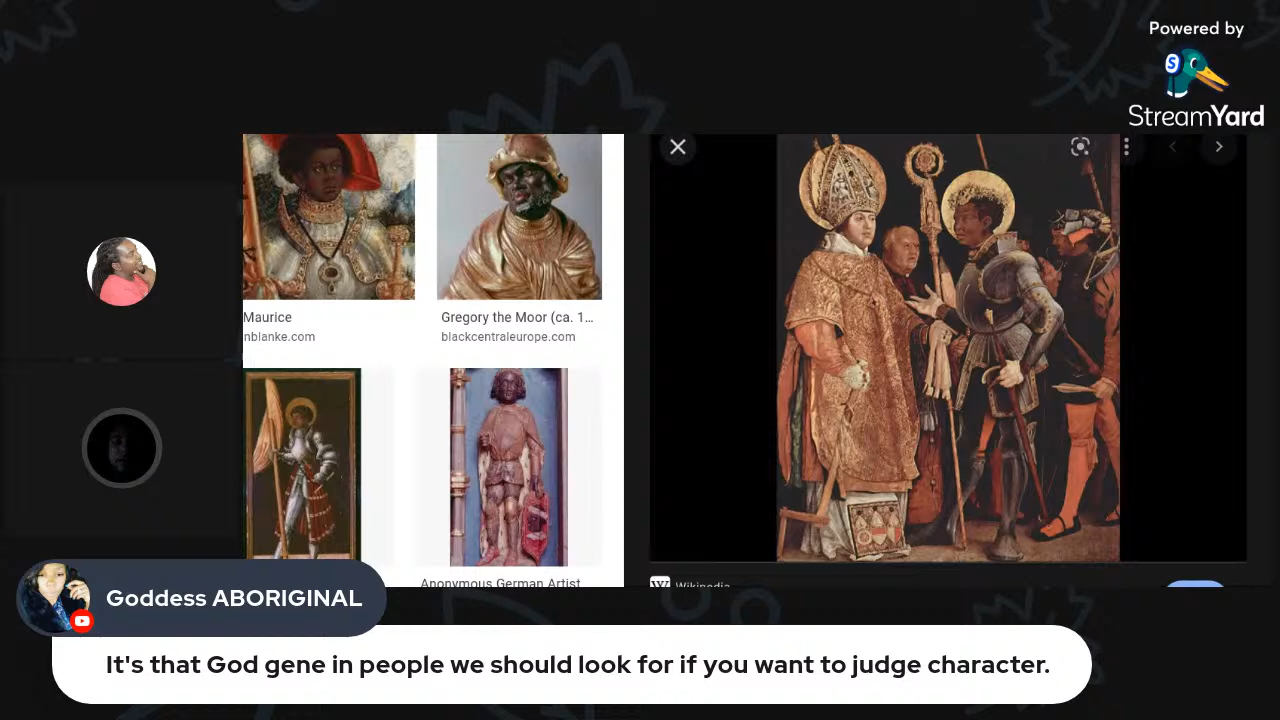 Powered by
StreamYard
Maurice
nblanke.com
Gregory the Moor (ca. 1...
blackcentraleurope.com
Anonymous German Artist
W Wikipedia
Goddess ABORIGINAL
It's that God gene in people we should look for if you want to judge character.